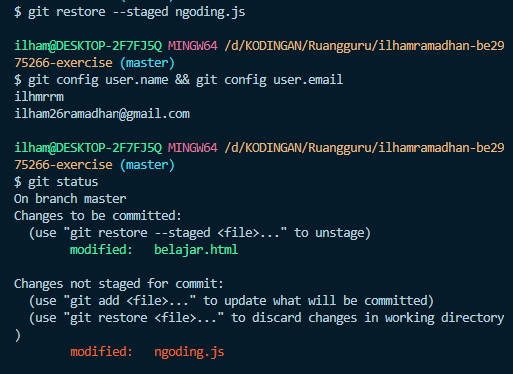 $ git restore --staged ngoding.js
ilham@DESKTOP-2F7FJ5Q MINGW64 /d/KODINGAN/Ruangguru/ilhamramadhan-be29
75266-exercise (master)
$ git config user.name && git config user.email
ilhmrrm
ilham26ramadhan@gmail.com
ilham@DESKTOP-2F7FJ5Q MINGW64 /d/KODINGAN/Ruangguru/ilhamramadhan-be29
75266-exercise (master)
$ git status
On branch master
Changes to be committed:
  (use "git restore --staged <file>..." to unstage)
        modified:   belajar.html
Changes not staged for commit:
  (use "git add <file>..." to update what will be committed)
  (use "git restore <file>..." to discard changes in working directory
)
        modified:   ngoding.js